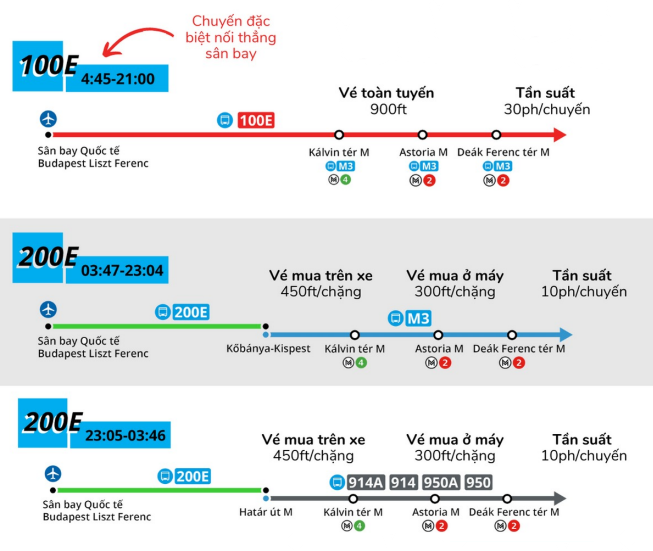 Chuyến đặc
biệt nối thẳng
sân bay
100E
4:45-21:00
Vé toàn tuyến
900ft
Tần suất
30ph/chuyến
100E
Sân bay Quốc tế
Budapest Liszt Ferenc
Kálvin tér M
M3
M 4
Astoria M
M3
M 2
Deák Ferenc tér M
M3
M 2
200E
03:47-23:04
Vé mua trên xe
450ft/chặng
Vé mua ở máy
300ft/chặng
Tần suất
10ph/chuyến
200E
M3
Sân bay Quốc tế
Budapest Liszt Ferenc
Kőbánya-Kispest
Kálvin tér M
M 4
Astoria M
M 2
Deák Ferenc tér M
M 2
200E
23:05-03:46
Vé mua trên xe
450ft/chặng
Vé mua ở máy
300ft/chặng
Tần suất
10ph/chuyến
200E
914A 914 950A 950
Sân bay Quốc tế
Budapest Liszt Ferenc
Határ út M
Kálvin tér M
M 4
Astoria M
M 2
Deák Ferenc tér M
M 2